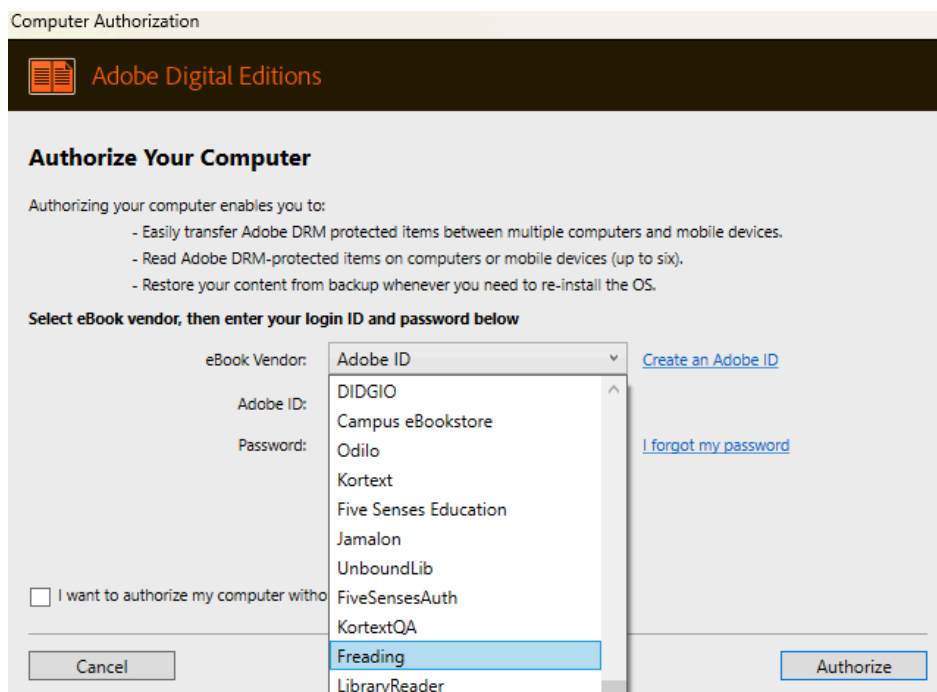 Computer Authorization
Adobe Digital Editions
Authorize Your Computer
Authorizing your computer enables you to:
- Easily transfer Adobe DRM protected items between multiple computers and mobile devices.
- Read Adobe DRM-protected items on computers or mobile devices (up to six).
- Restore your content from backup whenever you need to re-install the OS.
Select eBook vendor, then enter your login ID and password below
eBook Vendor: Adobe ID Create an Adobe ID
DIDGIO
Adobe ID:
Campus eBookstore
Password: Odilo I forgot my password
Kortext
Five Senses Education
Jamalon
UnboundLib
I want to authorize my computer witho FiveSensesAuth
KortextQA
Freading
Cancel Authorize
LibraryReader